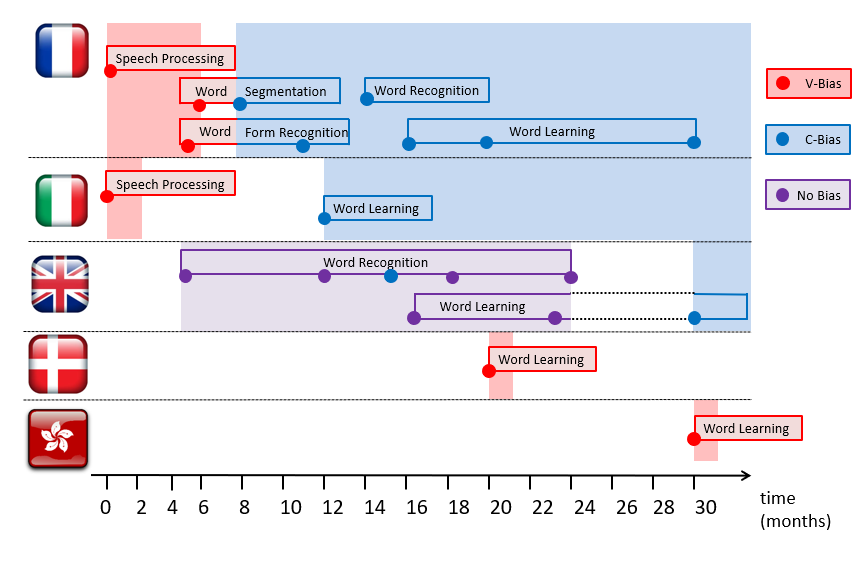 Speech Processing
Word Segmentation
Word Recognition
Word Form Recognition
Word Learning
V-Bias
C-Bias
No Bias
Speech Processing
Word Learning
Word Recognition
Word Learning
Word Learning
Word Learning
0 2 4 6 8 10 12 14 16 18 20 22 24 26 28 30
time
(months)